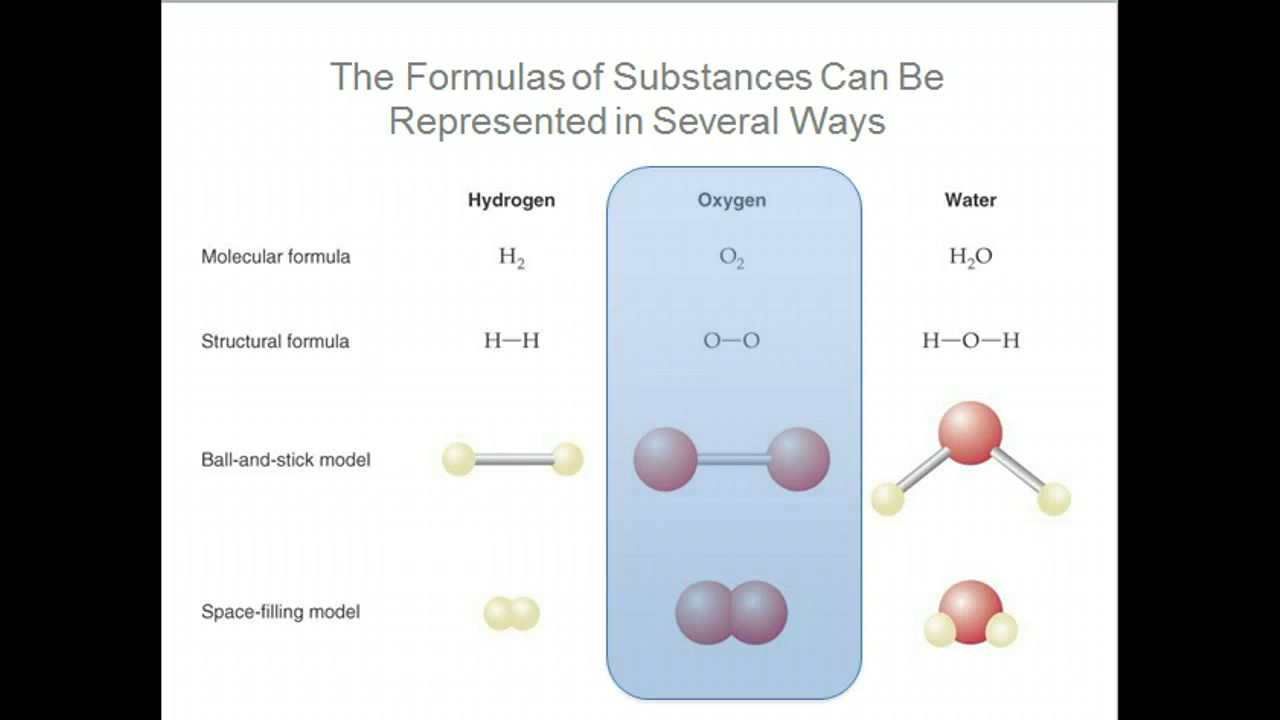 The Formulas of Substances Can Be
Represented in Several Ways
Hydrogen Oxygen Water
Molecular formula H₂ O₂ H₂O
Structural formula H—H O—O H—O—H
Ball-and-stick model
Space-filling model